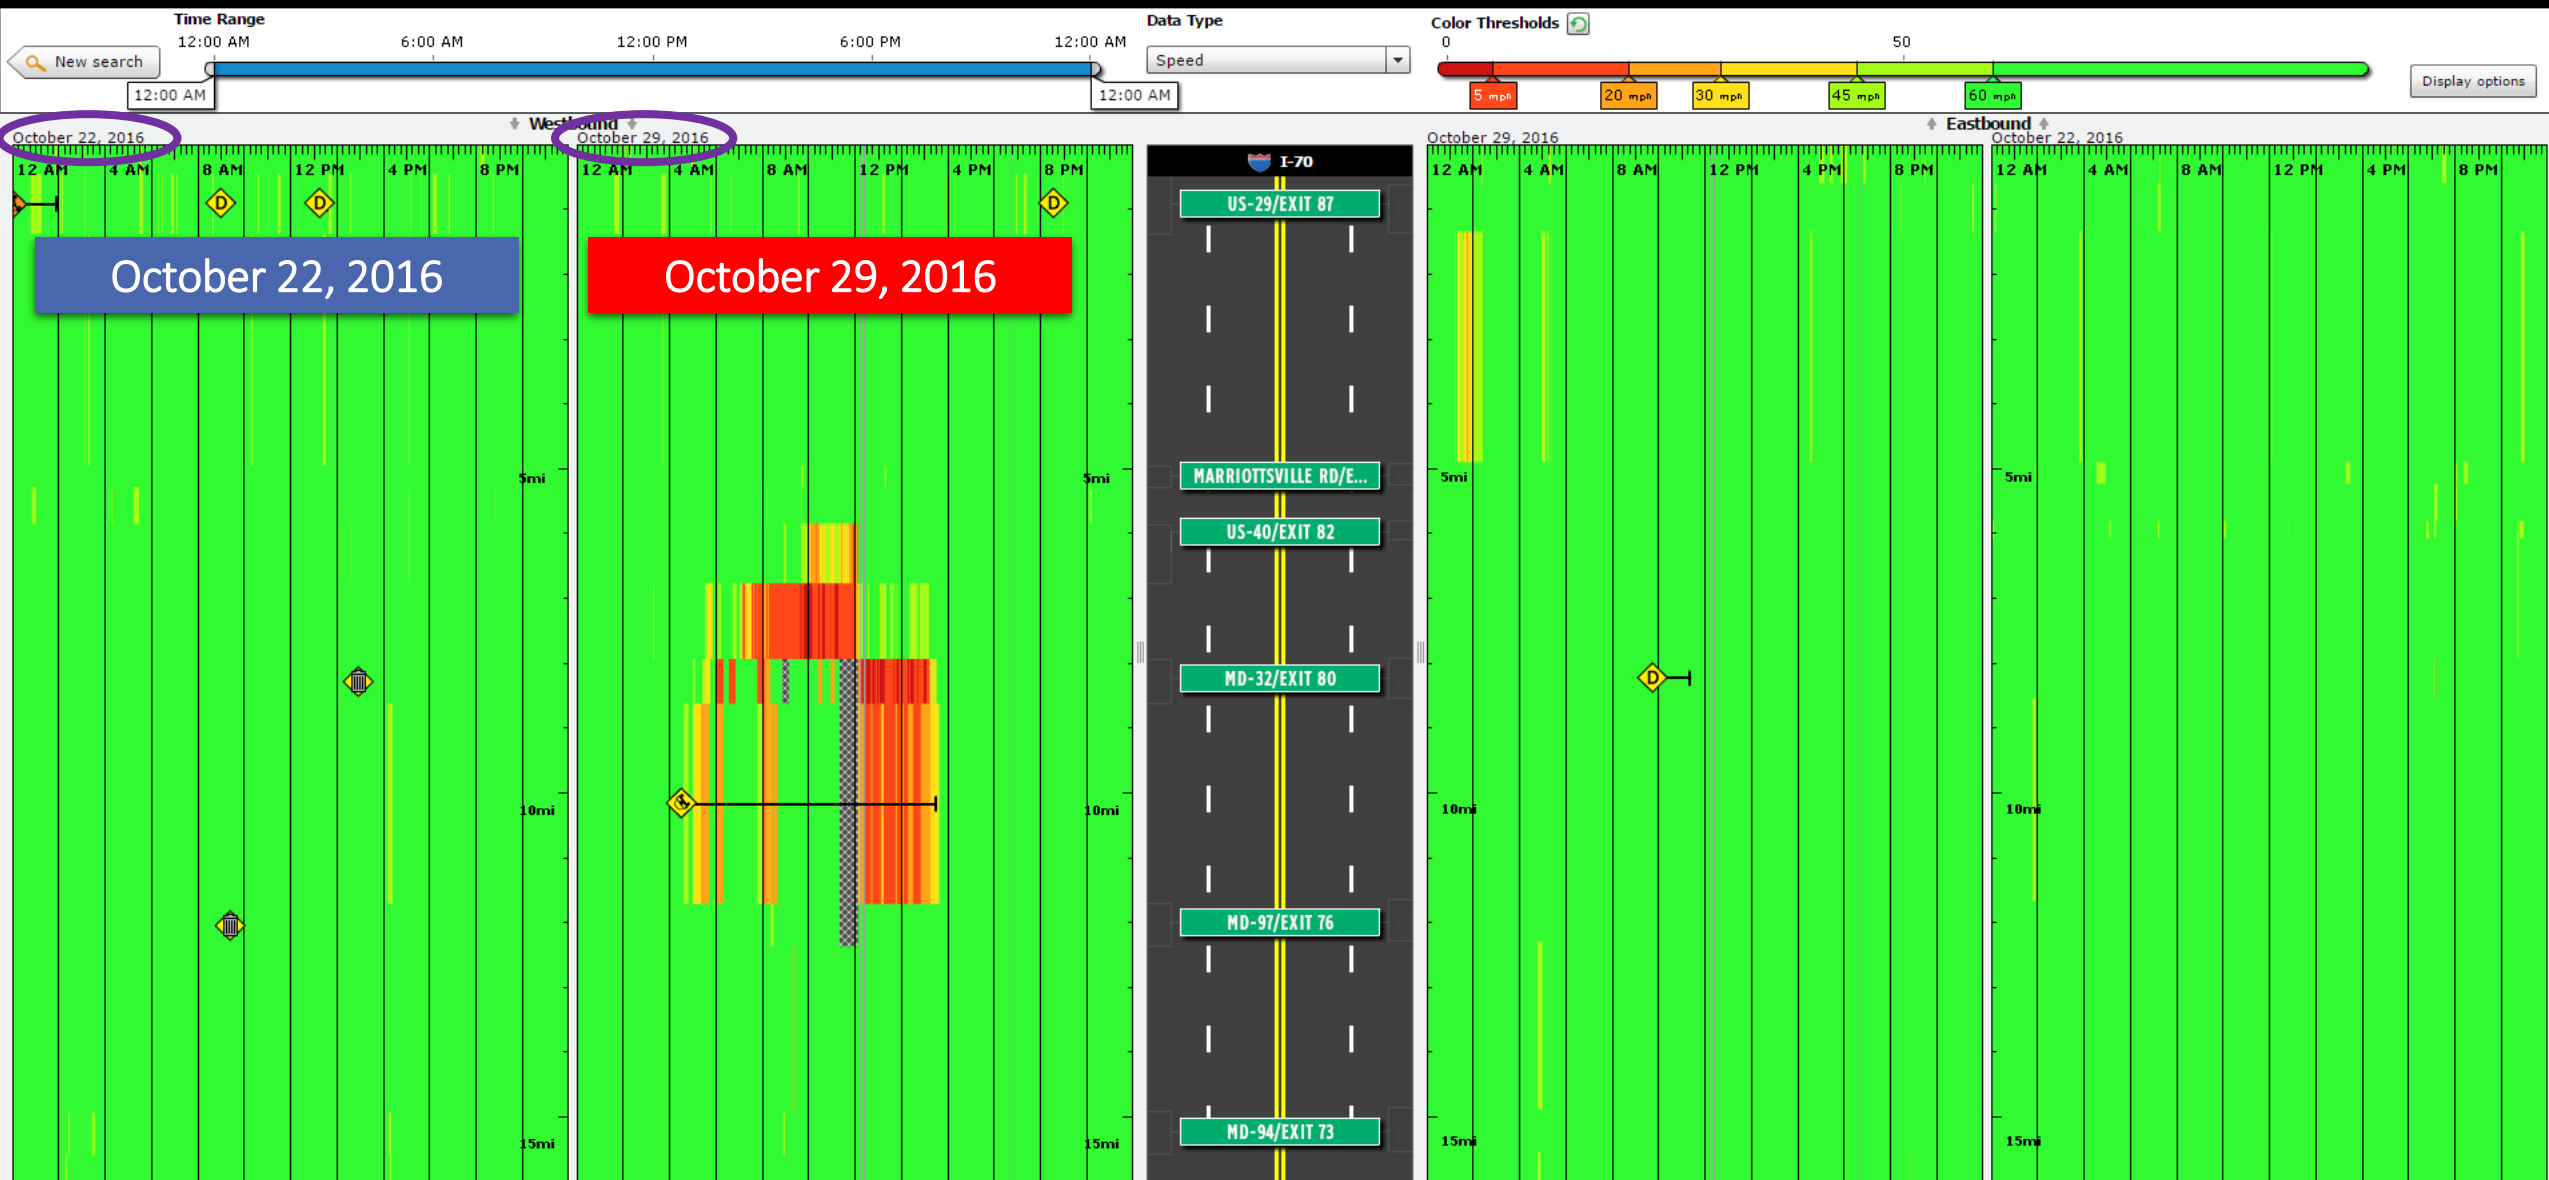 Time Range
12:00 AM 6:00 AM 12:00 PM 6:00 PM 12:00 AM
New search
12:00 AM 12:00 AM
Data Type
Speed
Color Thresholds
0 50
5 mph 20 mph 30 mph 45 mph 60 mph
Display options
Westbound
October 22, 2016
12 AM 4 AM 8 AM 12 PM 4 PM 8 PM
D D
October 22, 2016
5mi
10mi
15mi
October 29, 2016
12 AM 4 AM 8 AM 12 PM 4 PM 8 PM
D
October 29, 2016
5mi
10mi
15mi
I-70
US-29/EXIT 87
MARRIOTTSVILLE RD/E...
US-40/EXIT 82
MD-32/EXIT 80
MD-97/EXIT 76
MD-94/EXIT 73
Eastbound
October 29, 2016
12 AM 4 AM 8 AM 12 PM 4 PM 8 PM
5mi
D
10mi
15mi
October 22, 2016
12 AM 4 AM 8 AM 12 PM 4 PM 8 PM
5mi
10mi
15mi